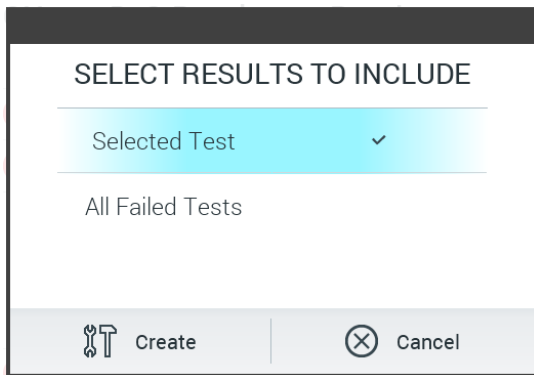 SELECT RESULTS TO INCLUDE
Selected Test
All Failed Tests
Create Cancel